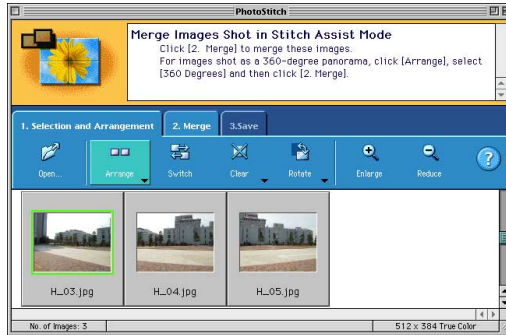 PhotoStitch
Merge Images Shot in Stitch Assist Mode
Click [2. Merge] to merge these images.
For images shot as a 360-degree panorama, click [Arrange], select
[360 Degrees] and then click [2. Merge].
1. Selection and Arrangement
2. Merge
3.Save
Open...
Arrange
Switch
Clear
Rotate
Enlarge
Reduce
?
H_03.jpg
H_04.jpg
H_05.jpg
No. of Images: 3
512 x 384 True Color